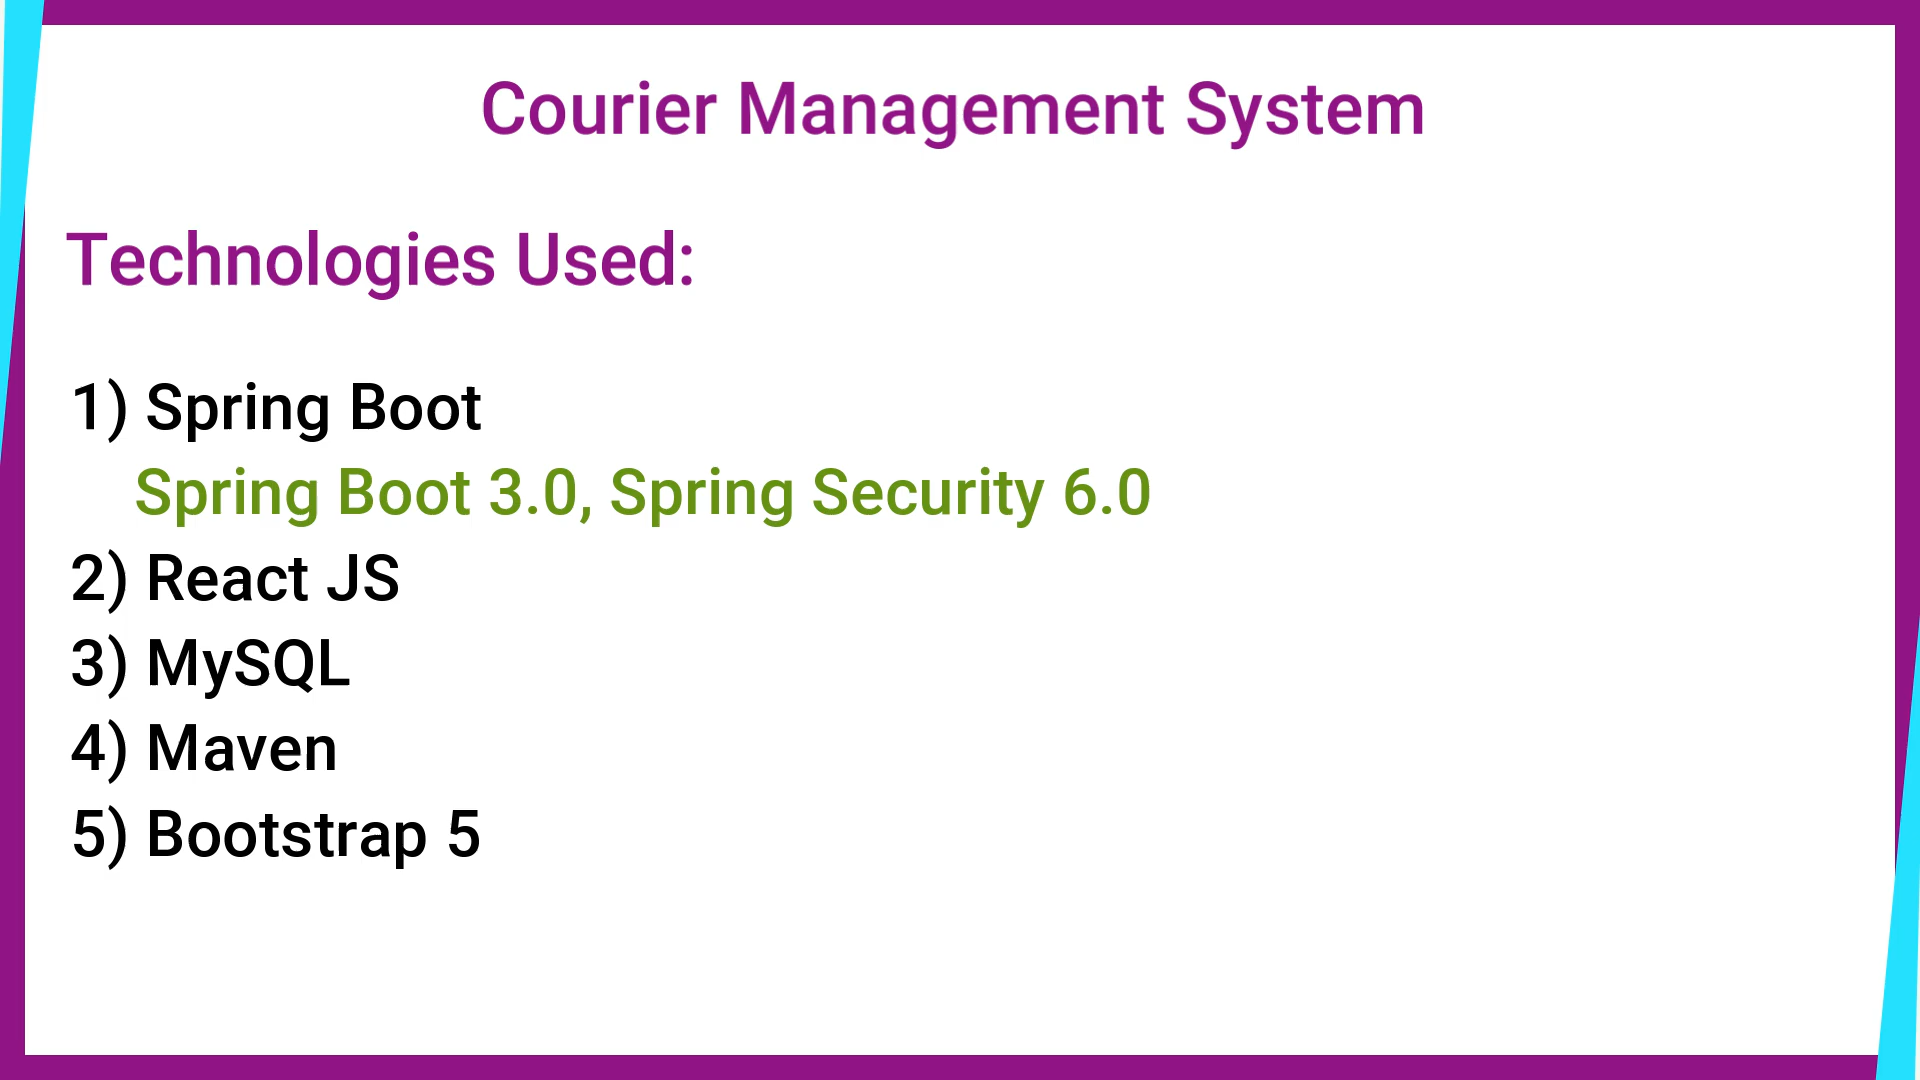 Courier Management System
Technologies Used:
1) Spring Boot
Spring Boot 3.0, Spring Security 6.0
2) React JS
3) MySQL
4) Maven
5) Bootstrap 5